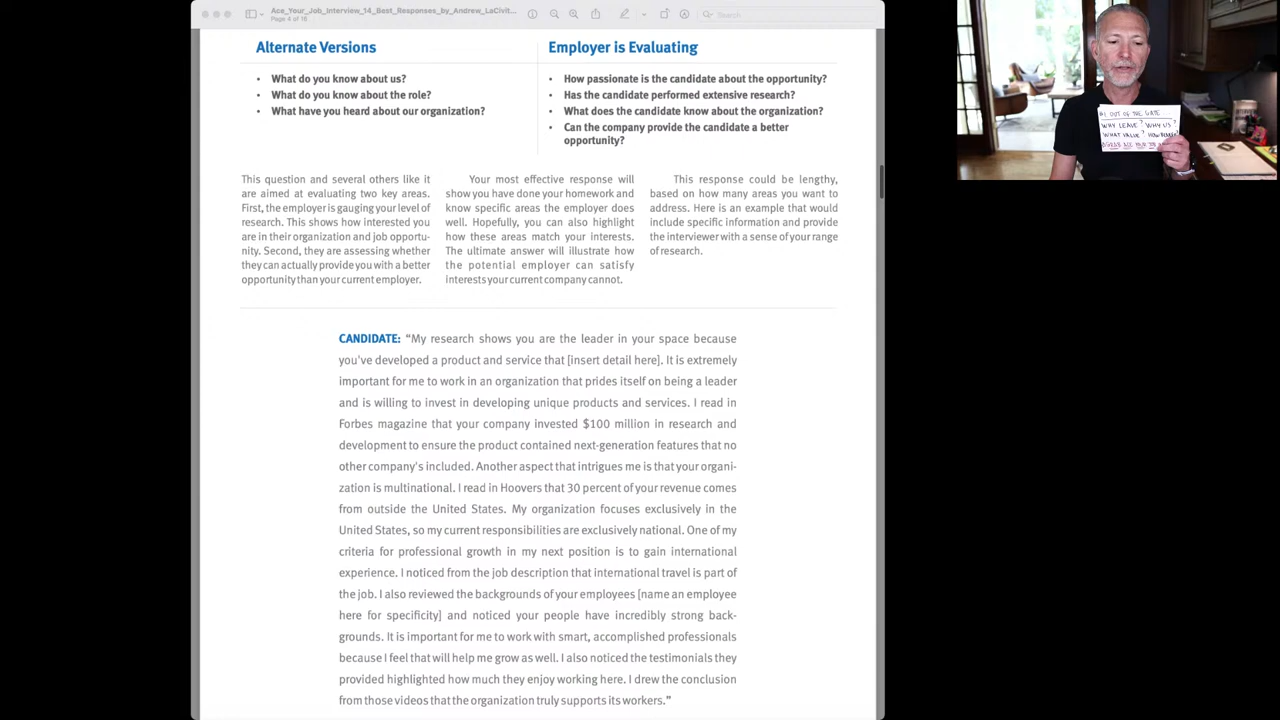 Ace_Your_Job_Interview_14_Best_Responses_by_Andrew_LaCivit...
Page 4 of 16
Search
Alternate Versions
• What do you know about us?
• What do you know about the role?
• What have you heard about our organization?
Employer is Evaluating
• How passionate is the candidate about the opportunity?
• Has the candidate performed extensive research?
• What does the candidate know about the organization?
• Can the company provide the candidate a better
opportunity?
This question and several others like it
are aimed at evaluating two key areas.
First, the employer is gauging your level of
research. This shows how interested you
are in their organization and job opportu-
nity. Second, they are assessing whether
they can actually provide you with a better
opportunity than your current employer.
Your most effective response will
show you have done your homework and
know specific areas the employer does
well. Hopefully, you can also highlight
how these areas match your interests.
The ultimate answer will illustrate how
the potential employer can satisfy
interests your current company cannot.
This response could be lengthy,
based on how many areas you want to
address. Here is an example that would
include specific information and provide
the interviewer with a sense of your range
of research.
CANDIDATE: “My research shows you are the leader in your space because
you've developed a product and service that [insert detail here]. It is extremely
important for me to work in an organization that prides itself on being a leader
and is willing to invest in developing unique products and services. I read in
Forbes magazine that your company invested $100 million in research and
development to ensure the product contained next-generation features that no
other company's included. Another aspect that intrigues me is that your organi-
zation is multinational. I read in Hoovers that 30 percent of your revenue comes
from outside the United States. My organization focuses exclusively in the
United States, so my current responsibilities are exclusively national. One of my
criteria for professional growth in my next position is to gain international
experience. I noticed from the job description that international travel is part of
the job. I also reviewed the backgrounds of your employees [name an employee
here for specificity] and noticed your people have incredibly strong back-
grounds. It is important for me to work with smart, accomplished professionals
because I feel that will help me grow as well. I also noticed the testimonials they
provided highlighted how much they enjoy working here. I drew the conclusion
from those videos that the organization truly supports its workers.”
#1 OUT OF THE GATE
WHY LEAVE? WHY US?
WHAT VALUE?